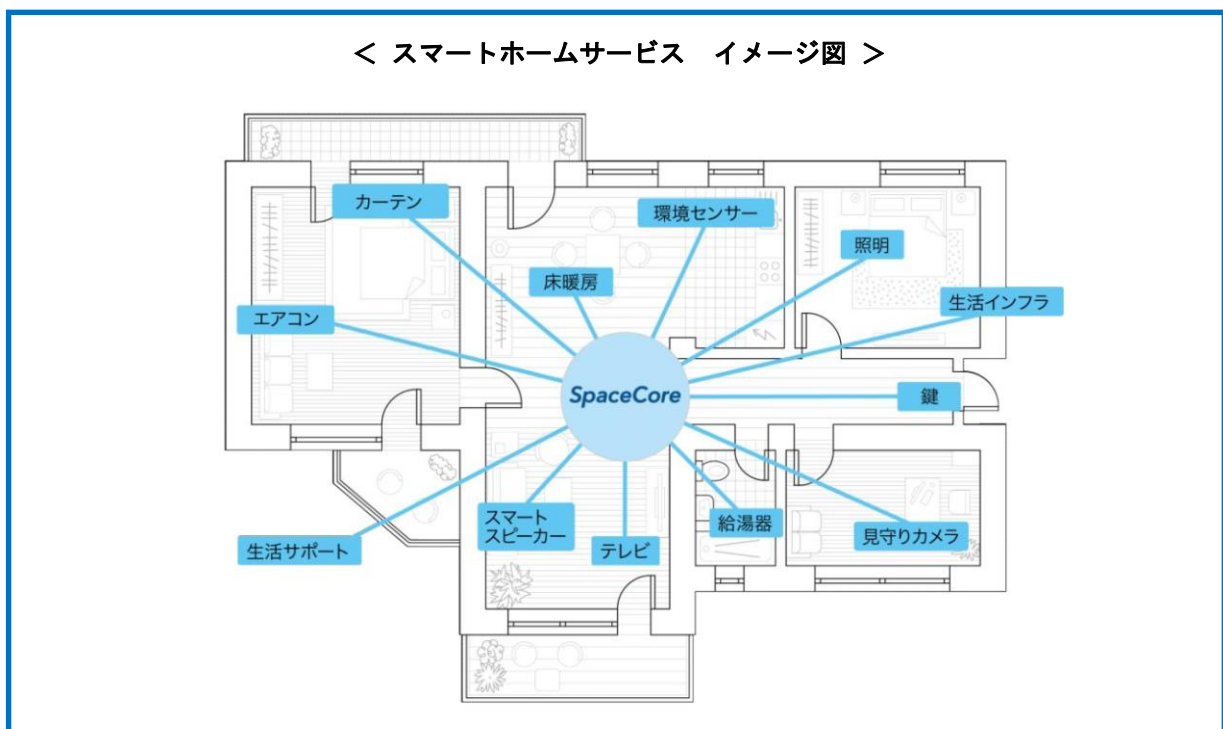 ＜ スマートホームサービス　イメージ図 ＞
カーテン
環境センサー
照明
床暖房
生活インフラ
エアコン
SpaceCore
鍵
スマート
スピーカー
給湯器
見守りカメラ
生活サポート
テレビ